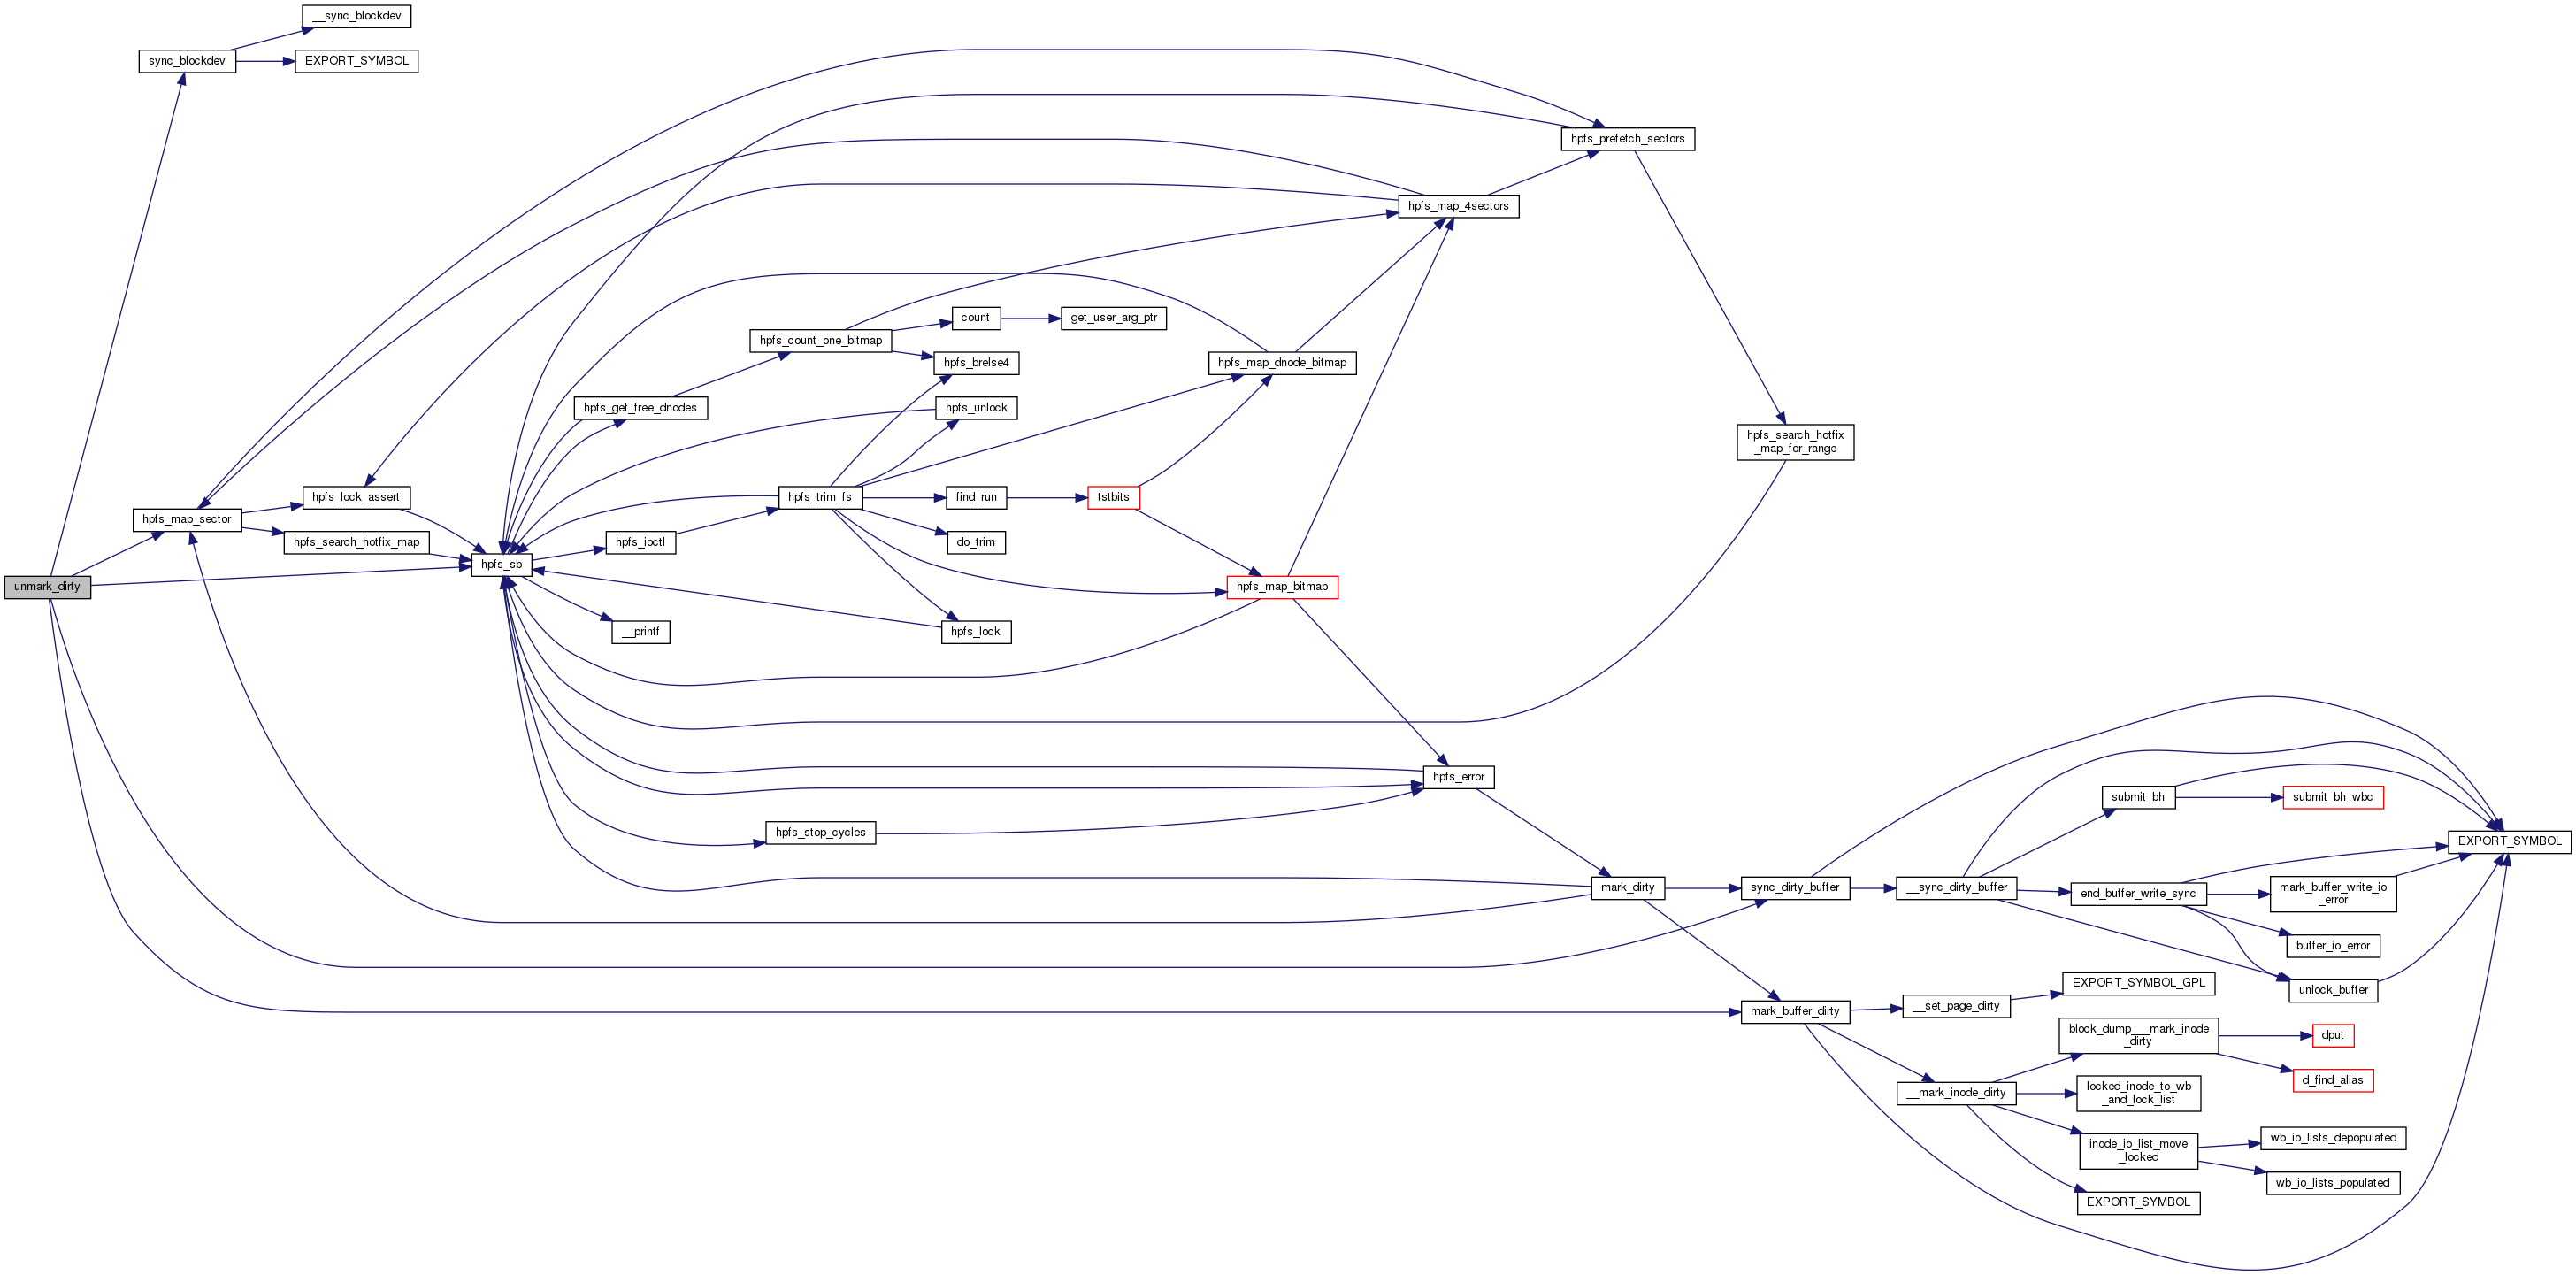 __sync_blockdev
sync_blockdev
EXPORT_SYMBOL
hpfs_prefetch_sectors
hpfs_map_4sectors
count
get_user_arg_ptr
hpfs_count_one_bitmap
hpfs_brelse4
hpfs_map_dnode_bitmap
hpfs_get_free_dnodes
hpfs_unlock
hpfs_search_hotfix
_map_for_range
hpfs_lock_assert
hpfs_trim_fs
find_run
tstbits
hpfs_map_sector
hpfs_search_hotfix_map
hpfs_ioctl
do_trim
hpfs_sb
unmark_dirty
hpfs_map_bitmap
__printf
hpfs_lock
hpfs_error
submit_bh
submit_bh_wbc
hpfs_stop_cycles
EXPORT_SYMBOL
mark_dirty
sync_dirty_buffer
__sync_dirty_buffer
end_buffer_write_sync
mark_buffer_write_io
_error
buffer_io_error
unlock_buffer
EXPORT_SYMBOL_GPL
mark_buffer_dirty
__set_page_dirty
block_dump___mark_inode
_dirty
dput
d_find_alias
__mark_inode_dirty
locked_inode_to_wb
_and_lock_list
inode_io_list_move
_locked
wb_io_lists_depopulated
wb_io_lists_populated
EXPORT_SYMBOL